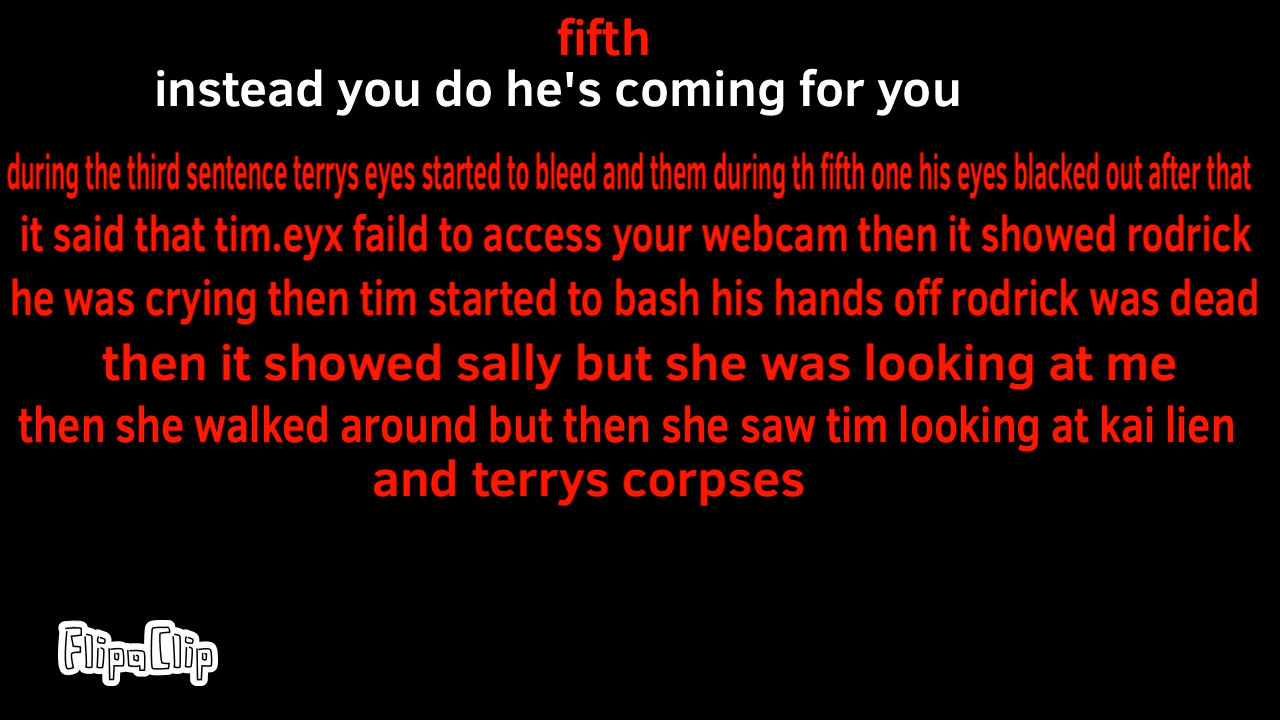 fifth
instead you do he's coming for you
during the third sentence terrys eyes started to bleed and them during th fifth one his eyes blacked out after that
it said that tim.eyx faild to access your webcam then it showed rodrick
he was crying then tim started to bash his hands off rodrick was dead
then it showed sally but she was looking at me
then she walked around but then she saw tim looking at kai lien
and terrys corpses
FlipaClip